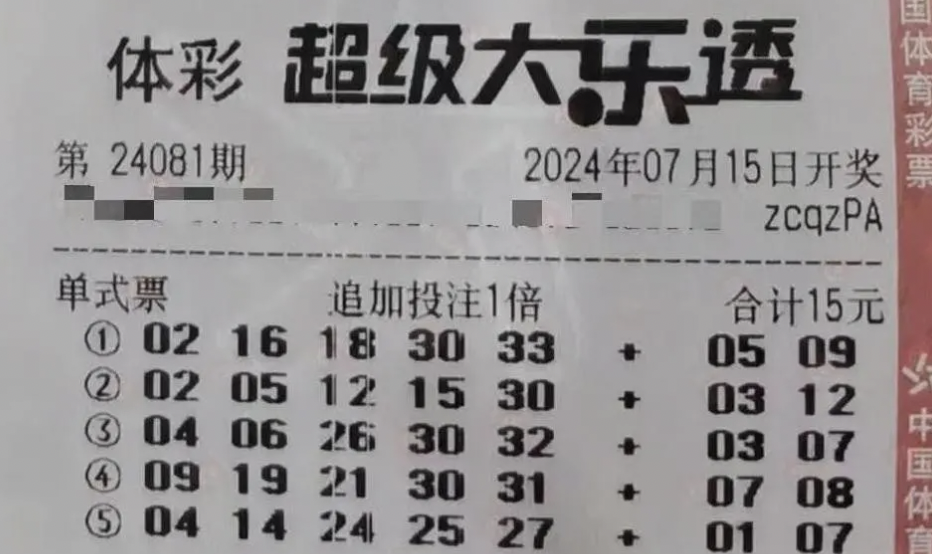 体彩 超级大乐透
第 24081期 2024年07月15日开奖
zcqzPA
单式票 追加投注1倍 合计15元
① 02 16 18 30 33 + 05 09
② 02 05 12 15 30 + 03 12
③ 04 06 26 30 32 + 03 07
④ 09 19 21 30 31 + 07 08
⑤ 04 14 24 25 27 + 01 07
国体育彩票
中国体育